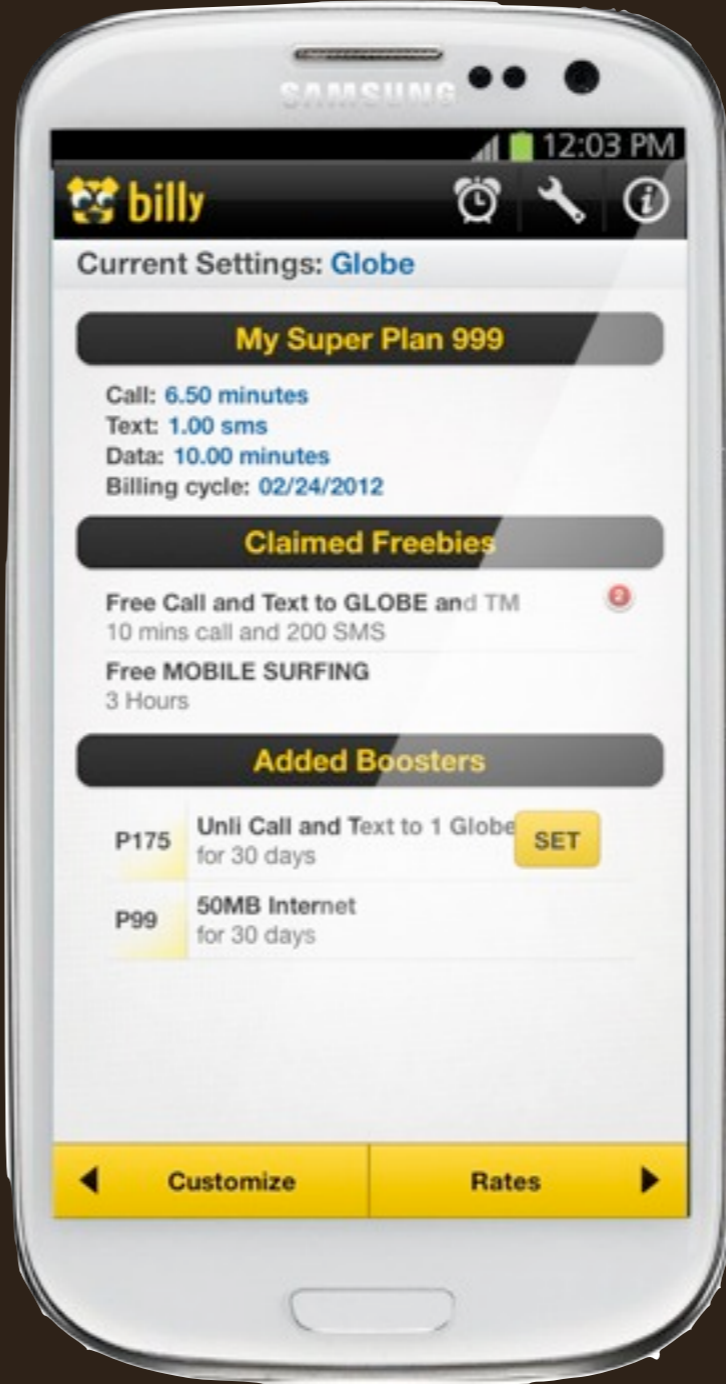 SAMSUNG
12:03 PM
billy
Current Settings: Globe
My Super Plan 999
Call: 6.50 minutes
Text: 1.00 sms
Data: 10.00 minutes
Billing cycle: 02/24/2012
Claimed Freebies
Free Call and Text to GLOBE and TM
2
10 mins call and 200 SMS
Free MOBILE SURFING
3 Hours
Added Boosters
P175
Unli Call and Text to 1 Globe
for 30 days
SET
P99
50MB Internet
for 30 days
Customize
Rates